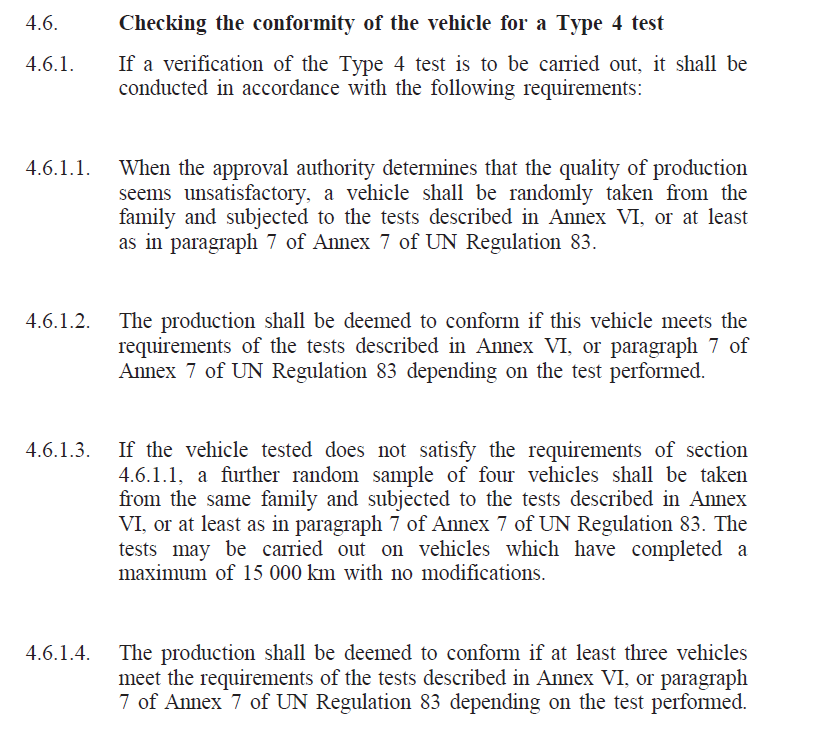 4.6. Checking the conformity of the vehicle for a Type 4 test
4.6.1. If a verification of the Type 4 test is to be carried out, it shall be
conducted in accordance with the following requirements:
4.6.1.1. When the approval authority determines that the quality of production
seems unsatisfactory, a vehicle shall be randomly taken from the
family and subjected to the tests described in Annex VI, or at least
as in paragraph 7 of Annex 7 of UN Regulation 83.
4.6.1.2. The production shall be deemed to conform if this vehicle meets the
requirements of the tests described in Annex VI, or paragraph 7 of
Annex 7 of UN Regulation 83 depending on the test performed.
4.6.1.3. If the vehicle tested does not satisfy the requirements of section
4.6.1.1, a further random sample of four vehicles shall be taken
from the same family and subjected to the tests described in Annex
VI, or at least as in paragraph 7 of Annex 7 of UN Regulation 83. The
tests may be carried out on vehicles which have completed a
maximum of 15 000 km with no modifications.
4.6.1.4. The production shall be deemed to conform if at least three vehicles
meet the requirements of the tests described in Annex VI, or paragraph
7 of Annex 7 of UN Regulation 83 depending on the test performed.